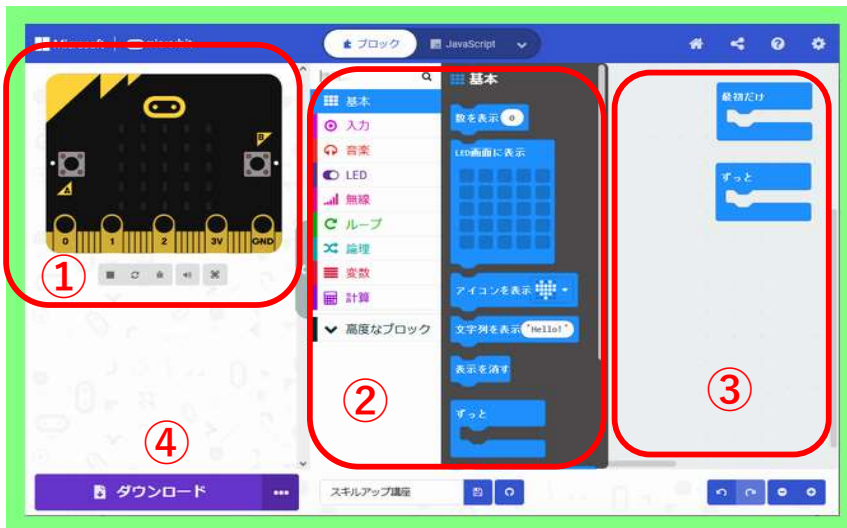 Microsoft | micro:bit
ブロック
JavaScript
基本
入力
音楽
LED
無線
ループ
論理
変数
計算
高度なブロック
基本
数を表示 0
LED画面に表示
アイコンを表示
文字列を表示 "Hello!"
表示を消す
ずっと
最初だけ
ずっと
A
B
0 1 2 3V GND
①
②
③
④
ダウンロード
スキルアップ講座